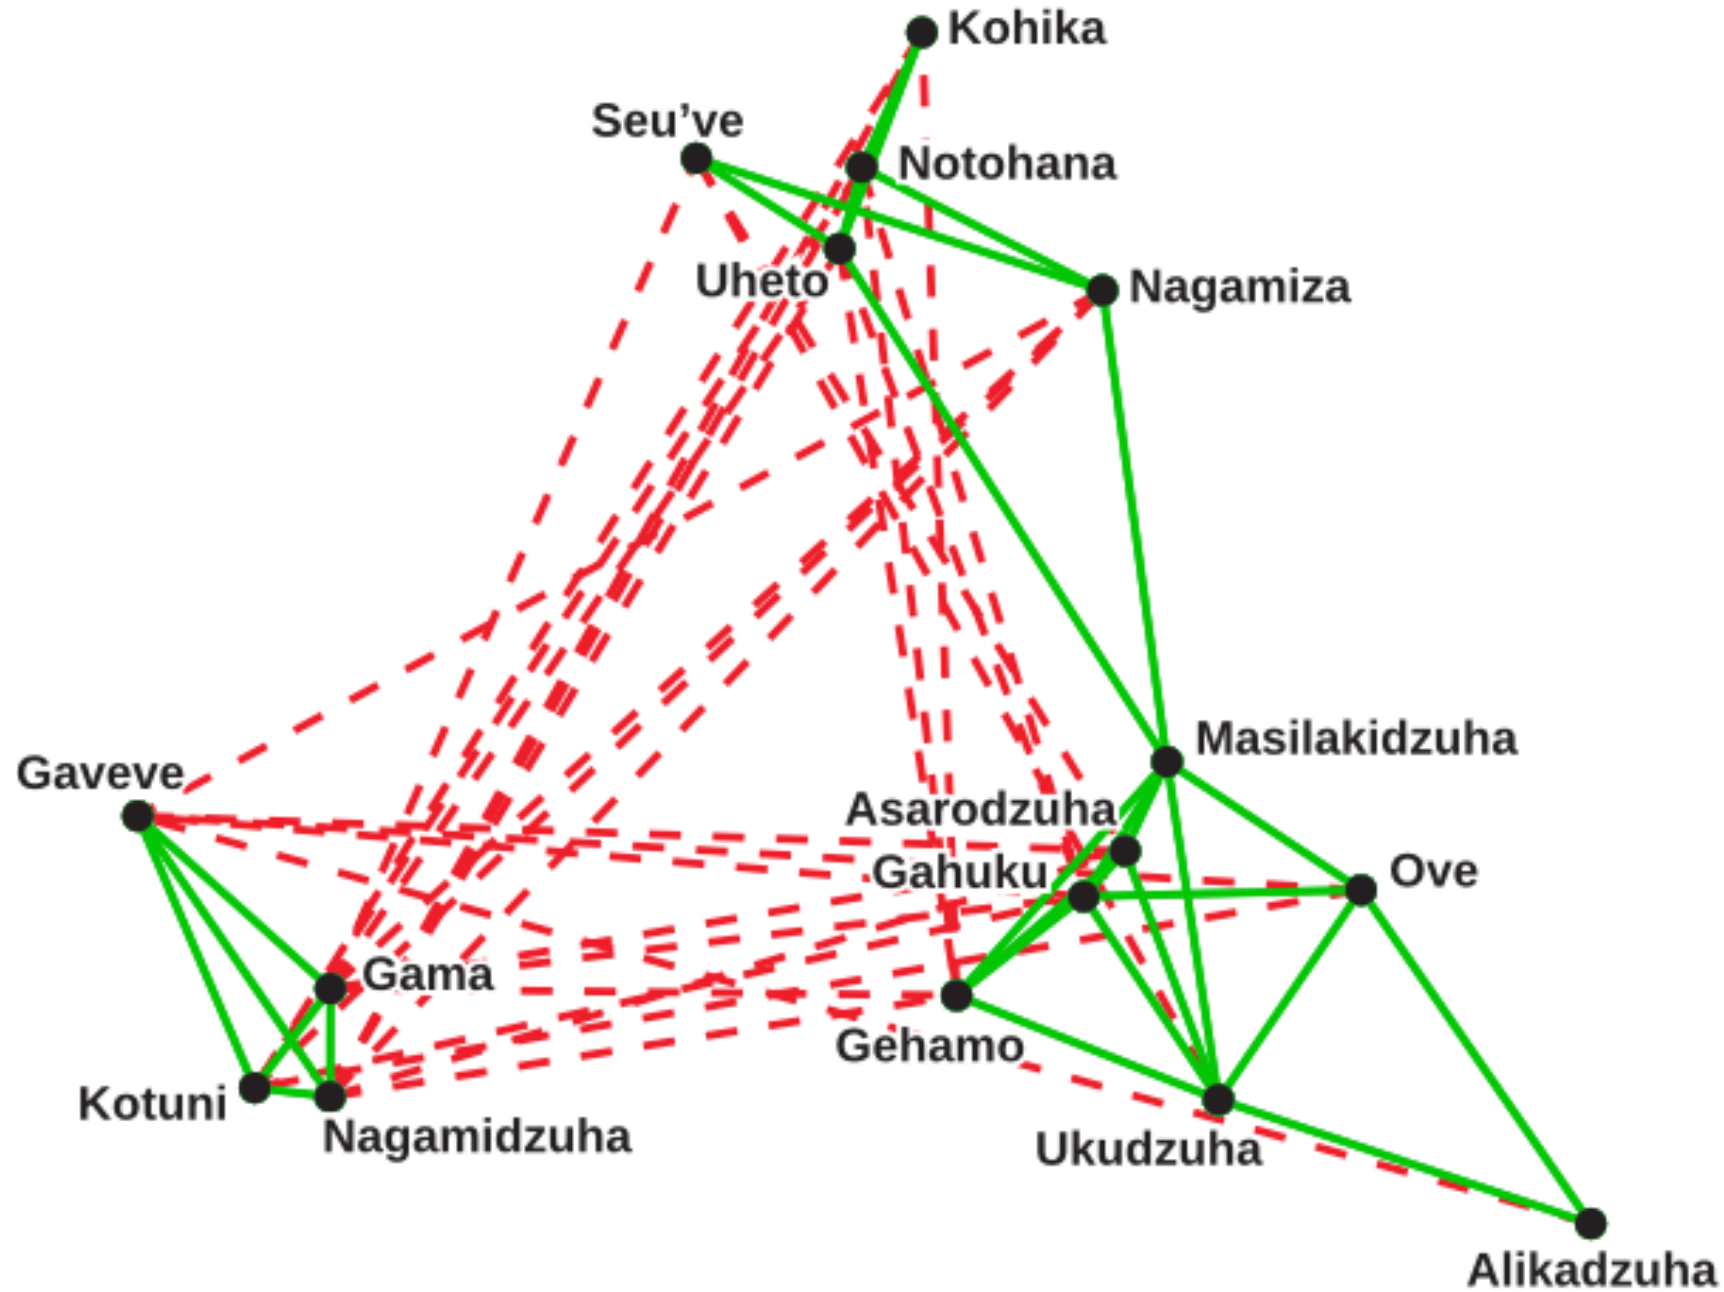 Kohika
Seu’ve
Notohana
Uheto
Nagamiza
Masilakidzuha
Gaveve
Asarodzuha
Gahuku
Ove
Gama
Gehamo
Kotuni
Nagamidzuha
Ukudzuha
Alikadzuha